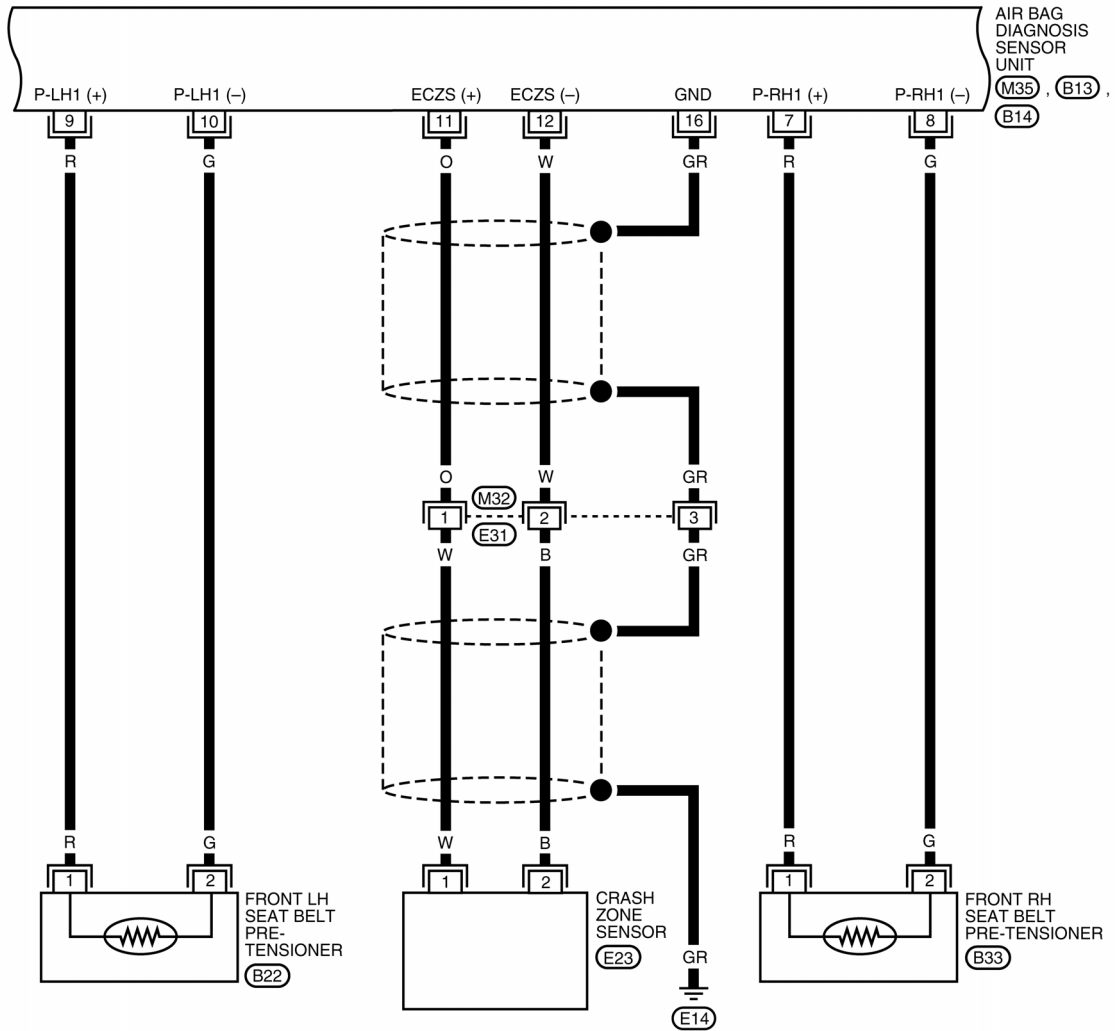 AIR BAG
DIAGNOSIS
SENSOR
UNIT
M35 , B13 ,
B14
P-LH1 (+) P-LH1 (–) ECZS (+) ECZS (–) GND P-RH1 (+) P-RH1 (–)
9 10 11 12 16 7 8
R G O W GR R G
O W GR
M32
1 2 3
E31
W B GR
R G W B R G
1 2 1 2 1 2
FRONT LH
SEAT BELT
PRE-
TENSIONER
B22
CRASH
ZONE
SENSOR
E23
GR
E14
FRONT RH
SEAT BELT
PRE-TENSIONER
B33